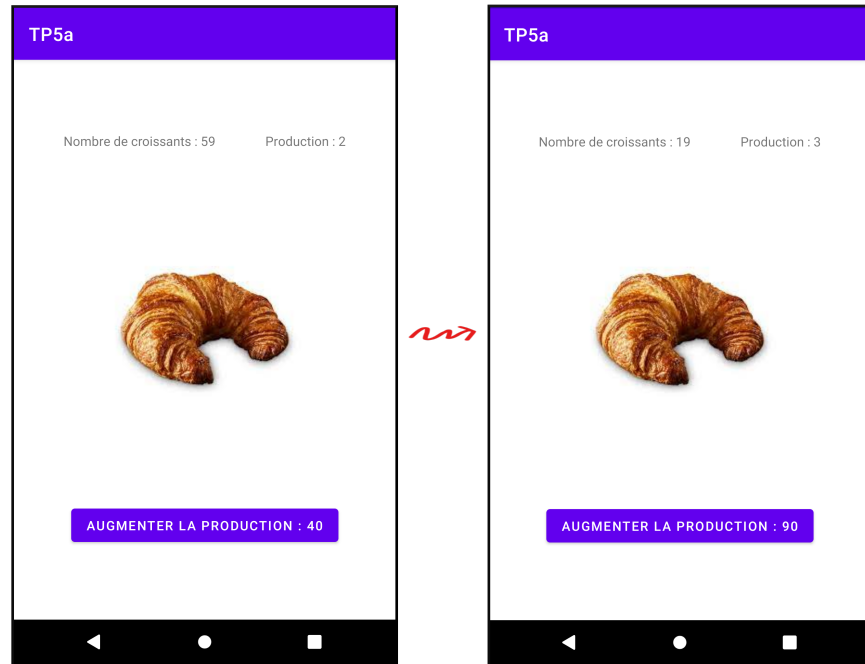 TP5a
Nombre de croissants : 59 Production : 2
AUGMENTER LA PRODUCTION : 40
TP5a
Nombre de croissants : 19 Production : 3
AUGMENTER LA PRODUCTION : 90